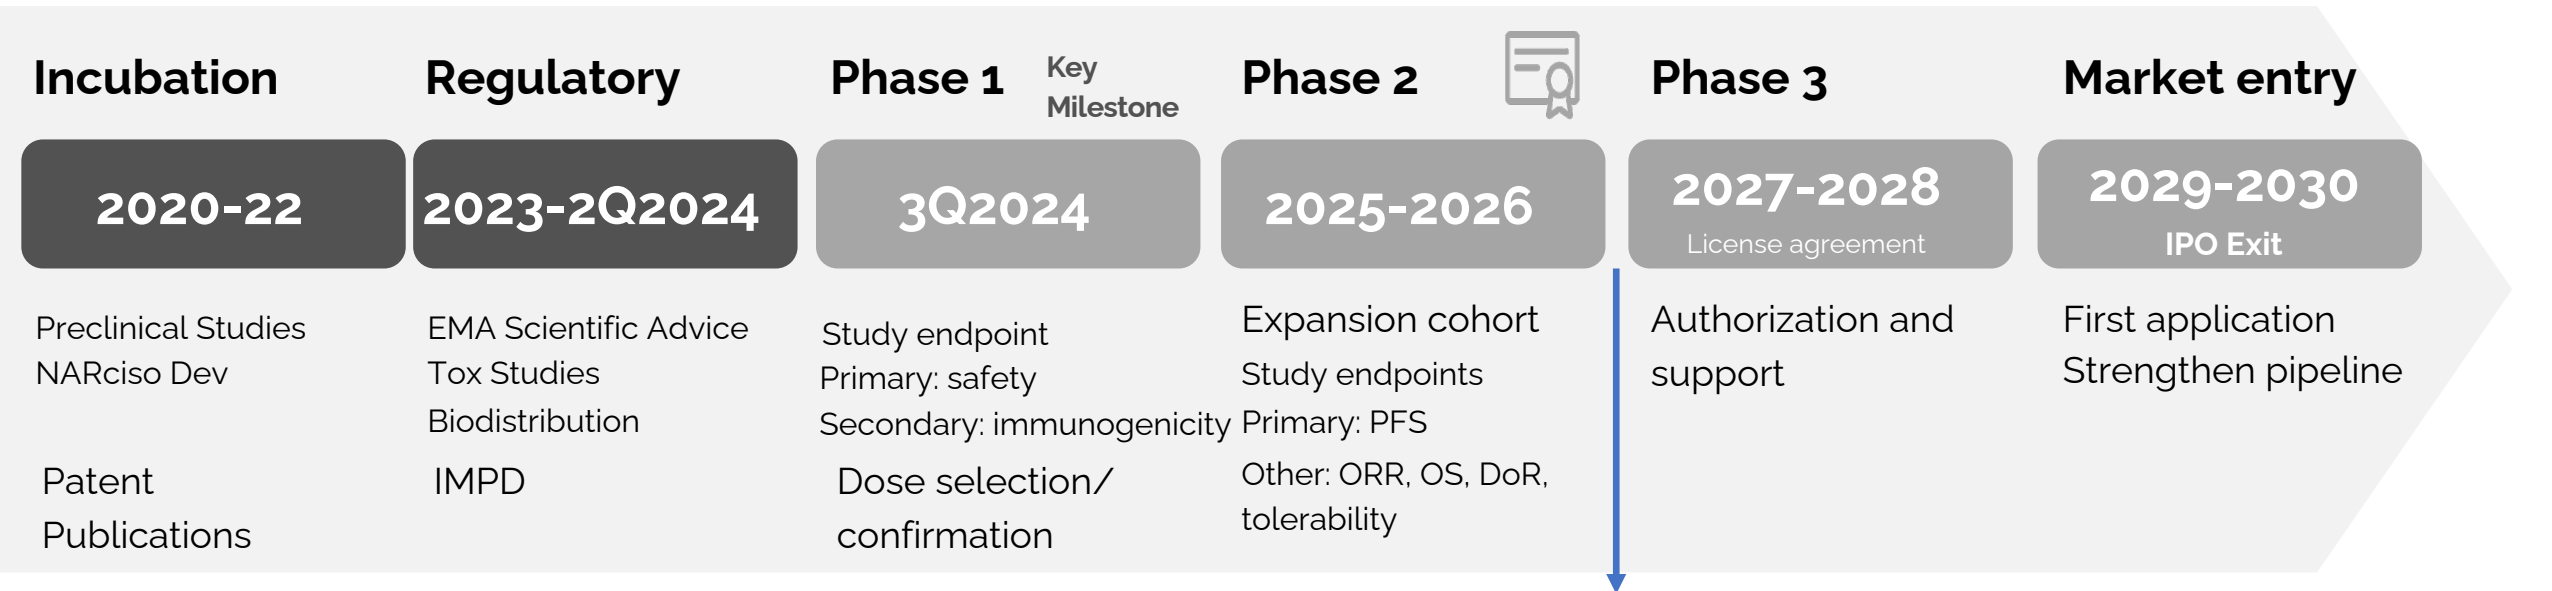 Incubation
2020-22
Preclinical Studies
NARciso Dev
Patent
Publications
Regulatory
2023-2Q2024
EMA Scientific Advice
Tox Studies
Biodistribution
IMPD
Phase 1
Key
Milestone
3Q2024
Study endpoint
Primary: safety
Secondary: immunogenicity
Dose selection/
confirmation
Phase 2
2025-2026
Expansion cohort
Study endpoints
Primary: PFS
Other: ORR, OS, DoR,
tolerability
Phase 3
2027-2028
License agreement
Authorization and
support
Market entry
2029-2030
IPO Exit
First application
Strengthen pipeline